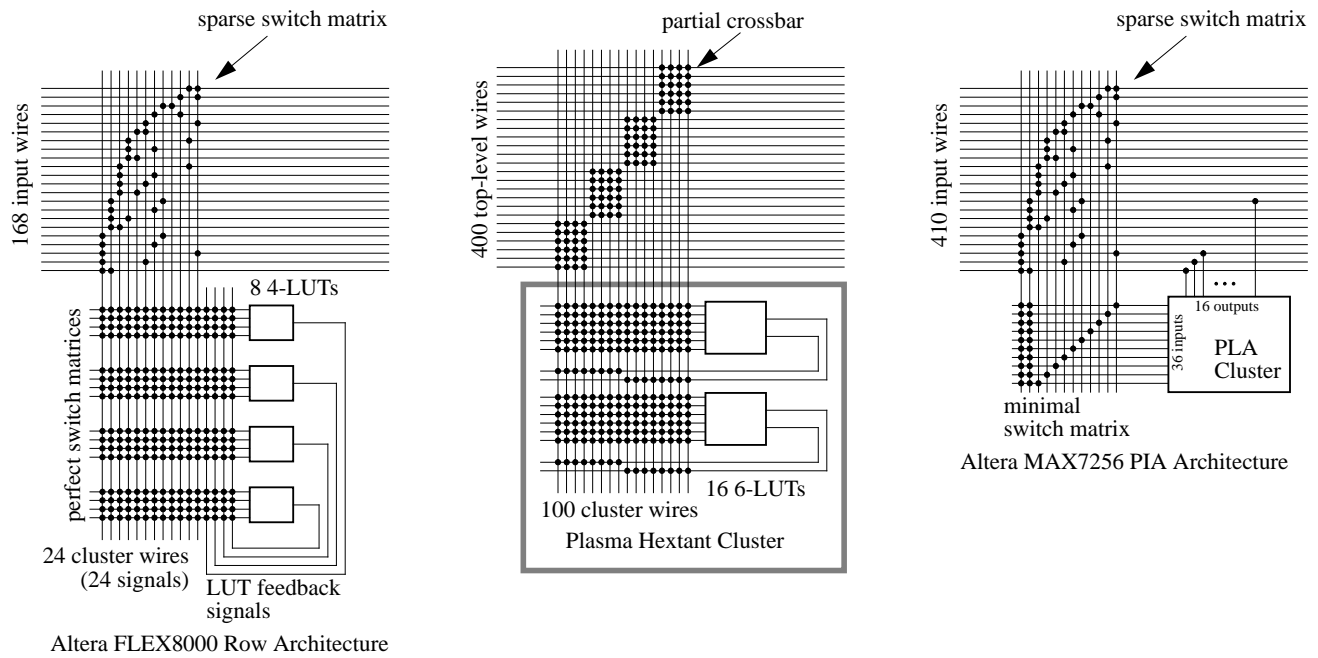 sparse switch matrix
168 input wires
8 4-LUTs
perfect switch matrices
24 cluster wires
(24 signals)
LUT feedback
signals
Altera FLEX8000 Row Architecture
partial crossbar
400 top-level wires
16 6-LUTs
100 cluster wires
Plasma Hextant Cluster
sparse switch matrix
410 input wires
16 outputs
36 inputs
PLA
Cluster
minimal
switch matrix
Altera MAX7256 PIA Architecture